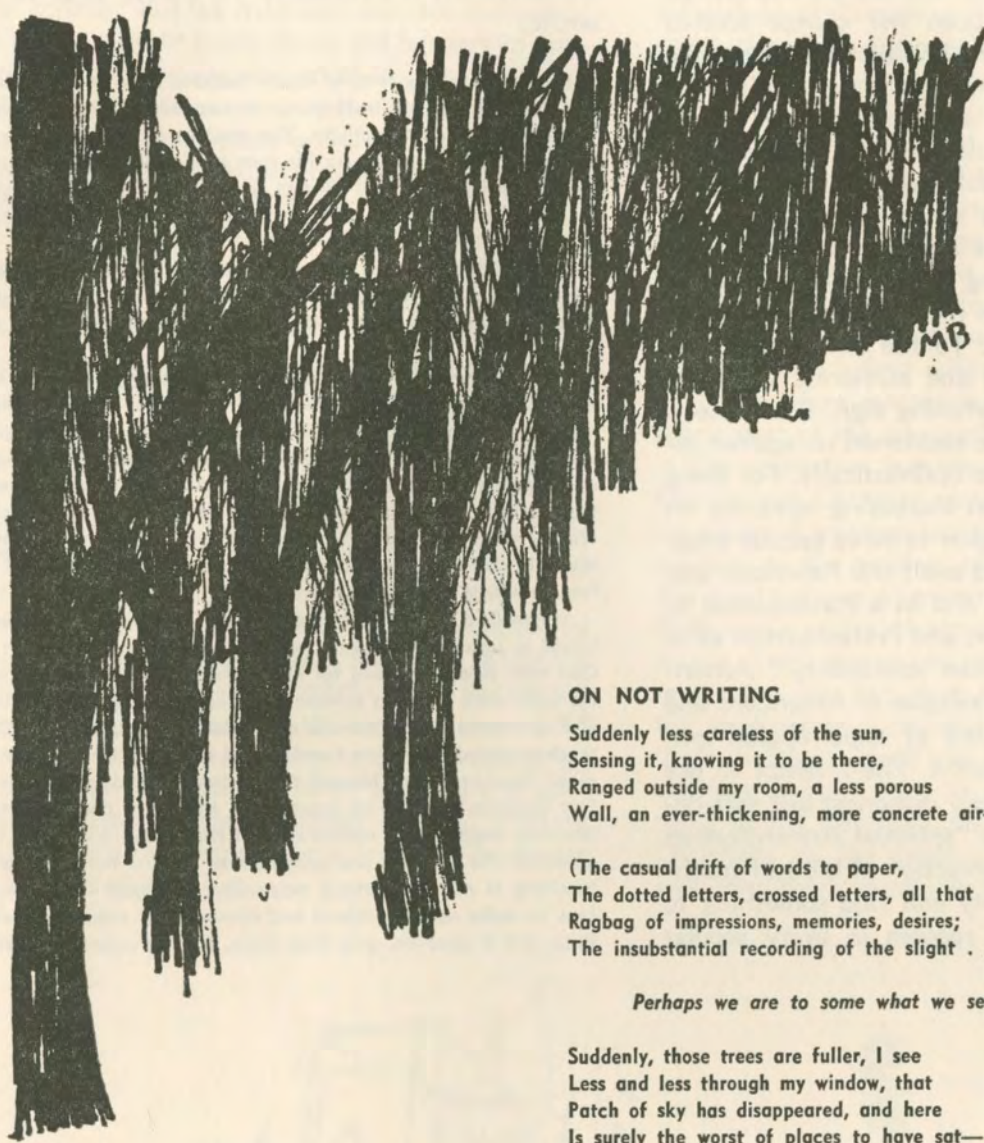 MB
ON NOT WRITING
Suddenly less careless of the sun,
Sensing it, knowing it to be there,
Ranged outside my room, a less porous
Wall, an ever-thickening, more concrete air-
(The casual drift of words to paper,
The dotted letters, crossed letters, all that
Ragbag of impressions, memories, desires;
The insubstantial recording of the slight .
Perhaps we are to some what we se
Suddenly, those trees are fuller, I see
Less and less through my window, that
Patch of sky has disappeared, and here
Is surely the worst of places to have sat—